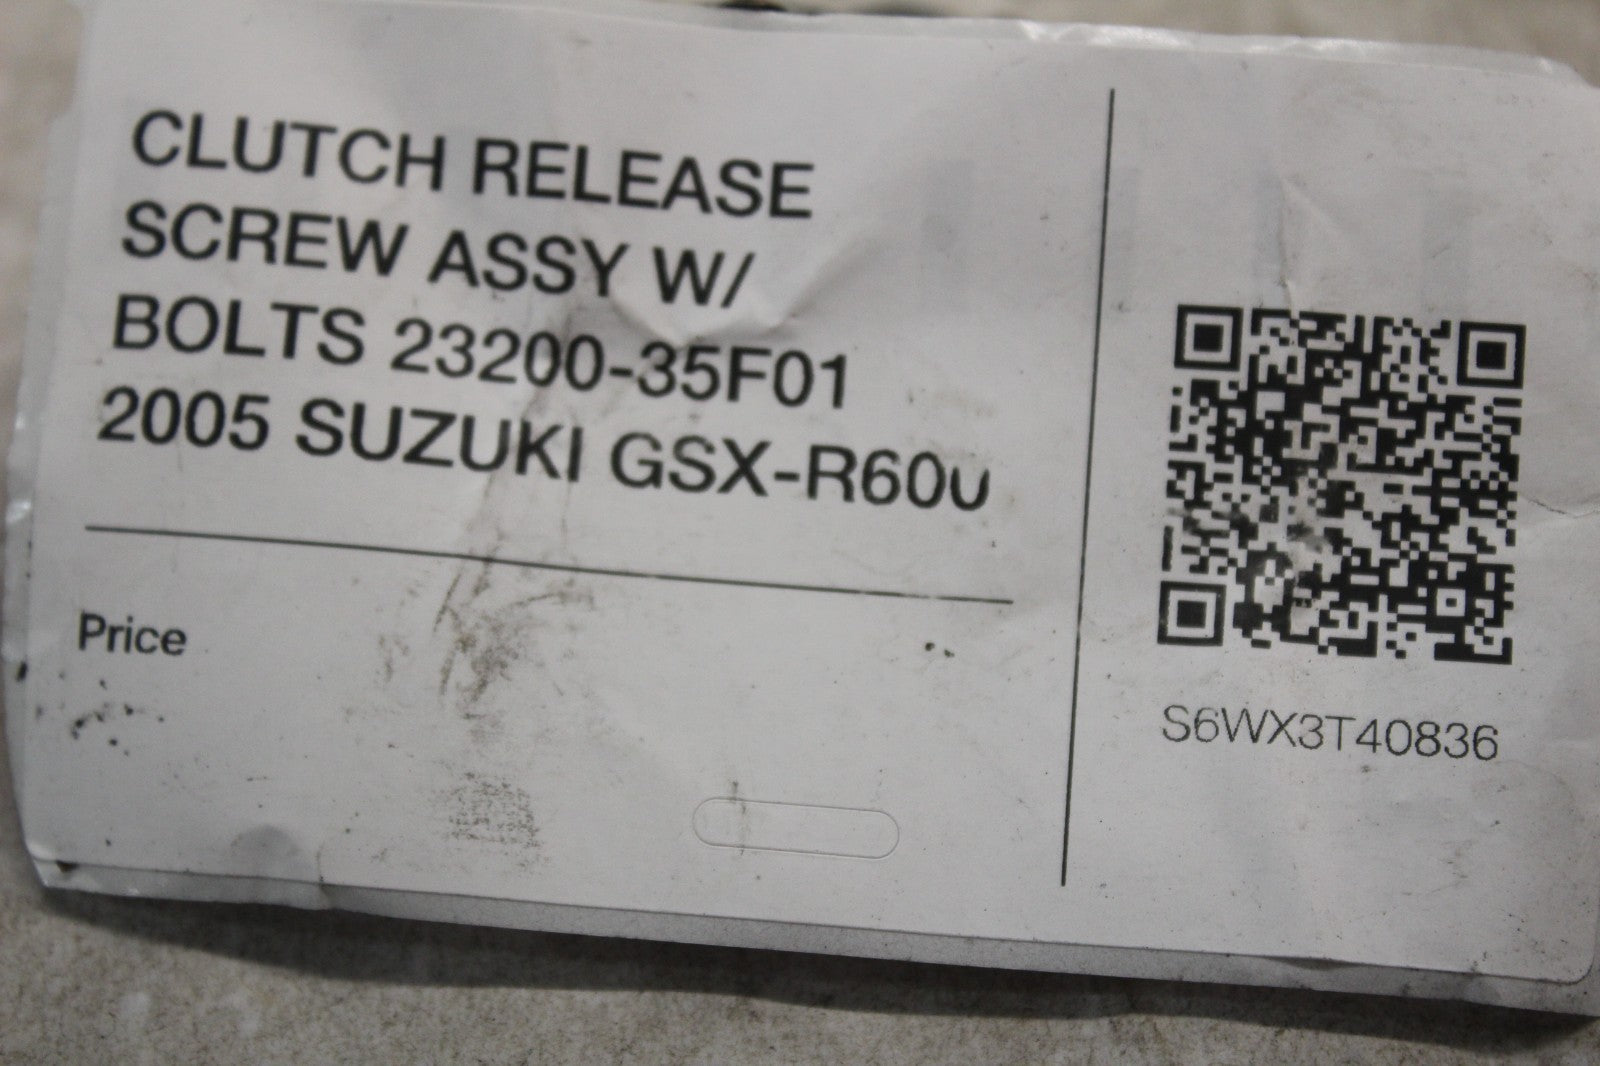 CLUTCH RELEASE
SCREW ASSY W/
BOLTS 23200-35F01
2005 SUZUKI GSX-R600
Price
S6WX3T40836